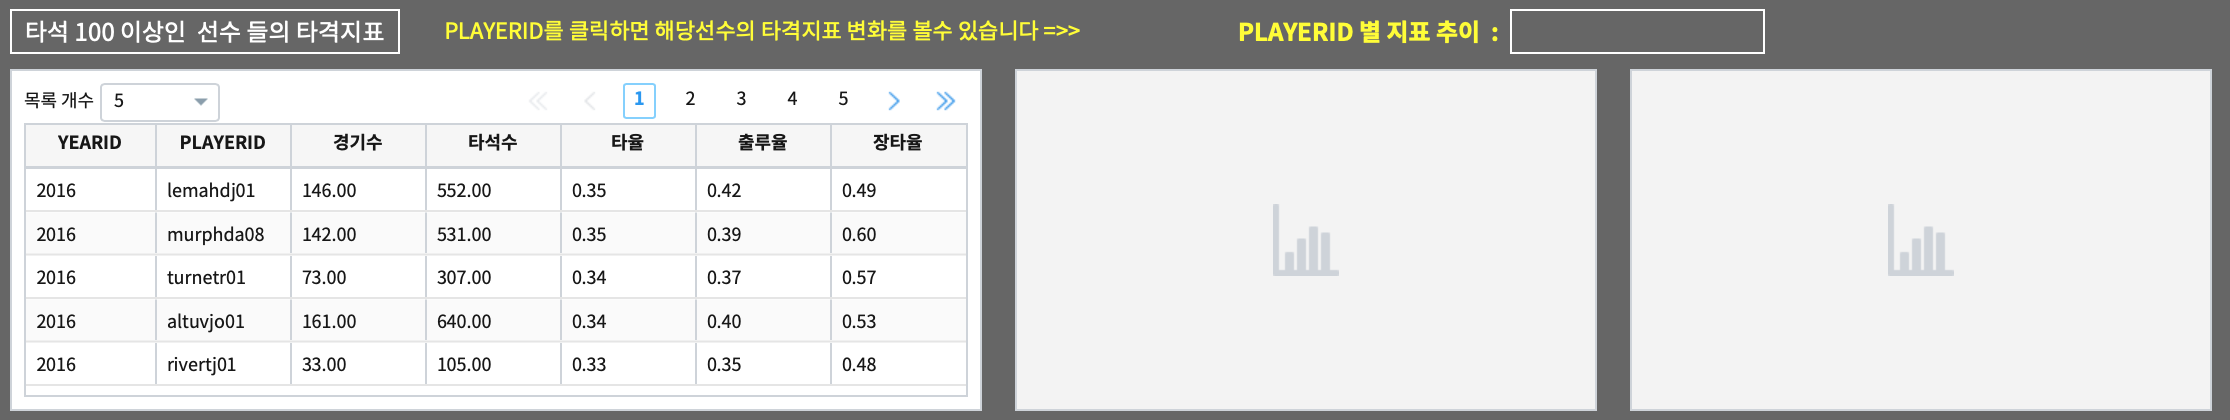 타석 100 이상인 선수 들의 타격지표
PLAYERID를 클릭하면 해당선수의 타격지표 변화를 볼수 있습니다 =>>
PLAYERID 별 지표 추이 :
목록 개수 5
1 2 3 4 5
YEARID PLAYERID 경기수 타석수 타율 출루율 장타율
2016 lemahdj01 146.00 552.00 0.35 0.42 0.49
2016 murphda08 142.00 531.00 0.35 0.39 0.60
2016 turnetr01 73.00 307.00 0.34 0.37 0.57
2016 altuvjo01 161.00 640.00 0.34 0.40 0.53
2016 rivertj01 33.00 105.00 0.33 0.35 0.48